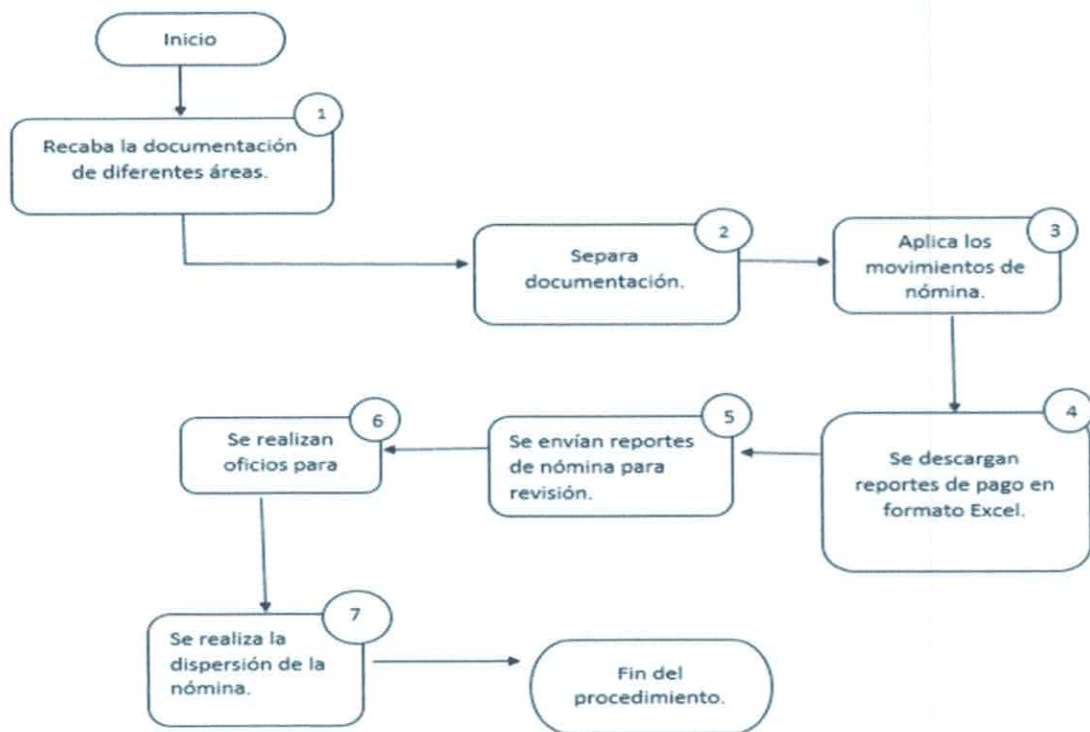 Inicio
1
Recaba la documentación
de diferentes áreas.
2
Separa
documentación.
3
Aplica los
movimientos de
nómina.
4
Se descargan
reportes de pago en
formato Excel.
5
Se envían reportes
de nómina para
revisión.
6
Se realizan
oficios para
7
Se realiza la
dispersión de la
nómina.
Fin del
procedimiento.